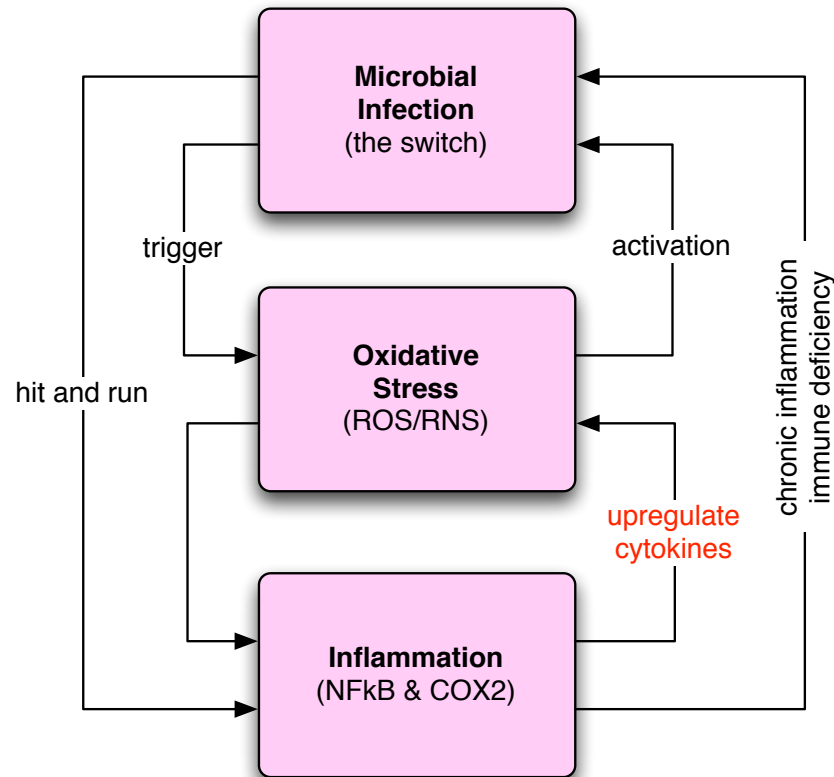 Microbial
Infection
(the switch)
trigger
activation
Oxidative
Stress
(ROS/RNS)
hit and run
chronic inflammation
immune deficiency
upregulate
cytokines
Inflammation
(NFkB & COX2)